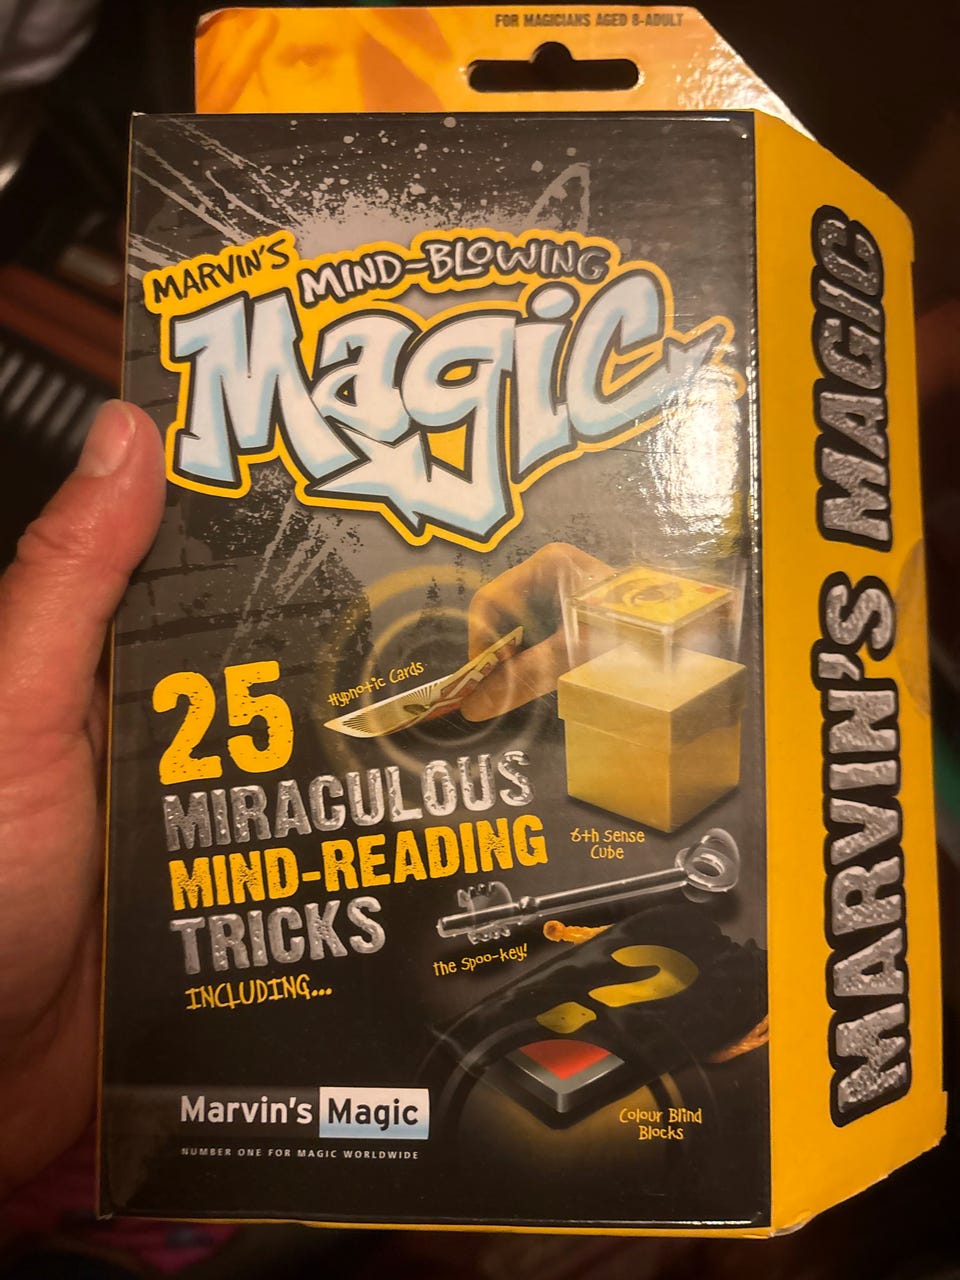 FOR MAGICIANS AGED 8-ADULT
MARVIN'S
MIND-BLOWING
Magic
Hypnotic Cards
25
MIRACULOUS
MIND-READING
TRICKS
INCLUDING...
6th Sense
Cube
the Spoo-key!
?
Colour Blind
Blocks
Marvin's Magic
NUMBER ONE FOR MAGIC WORLDWIDE
MARVIN'S MAGIC